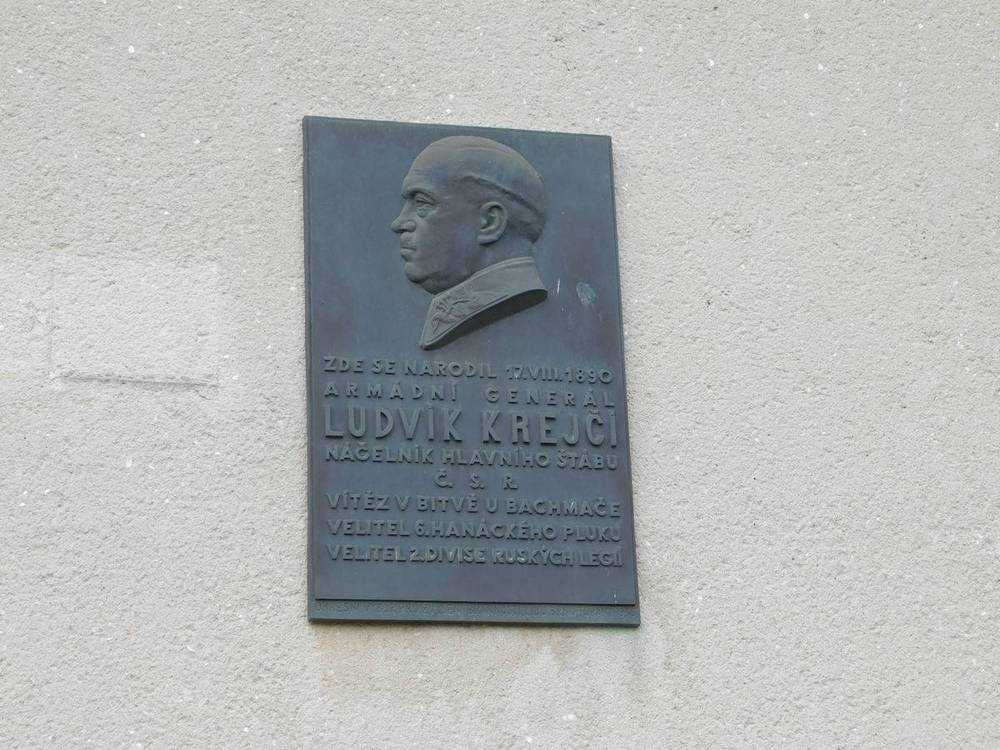 ZDE SE NARODIL 17.VIII.1890
ARMÁDNÍ GENERÁL
LUDVÍK KREJČÍ
NÁČELNÍK HLAVNÍHO ŠTÁBU
Č. S. R.
VÍTĚZ V BITVĚ U BACHMAČE
VELITEL 6.HANÁCKÉHO PLUKU
VELITEL 2.DIVISE RUSKÝCH LEGIÍ